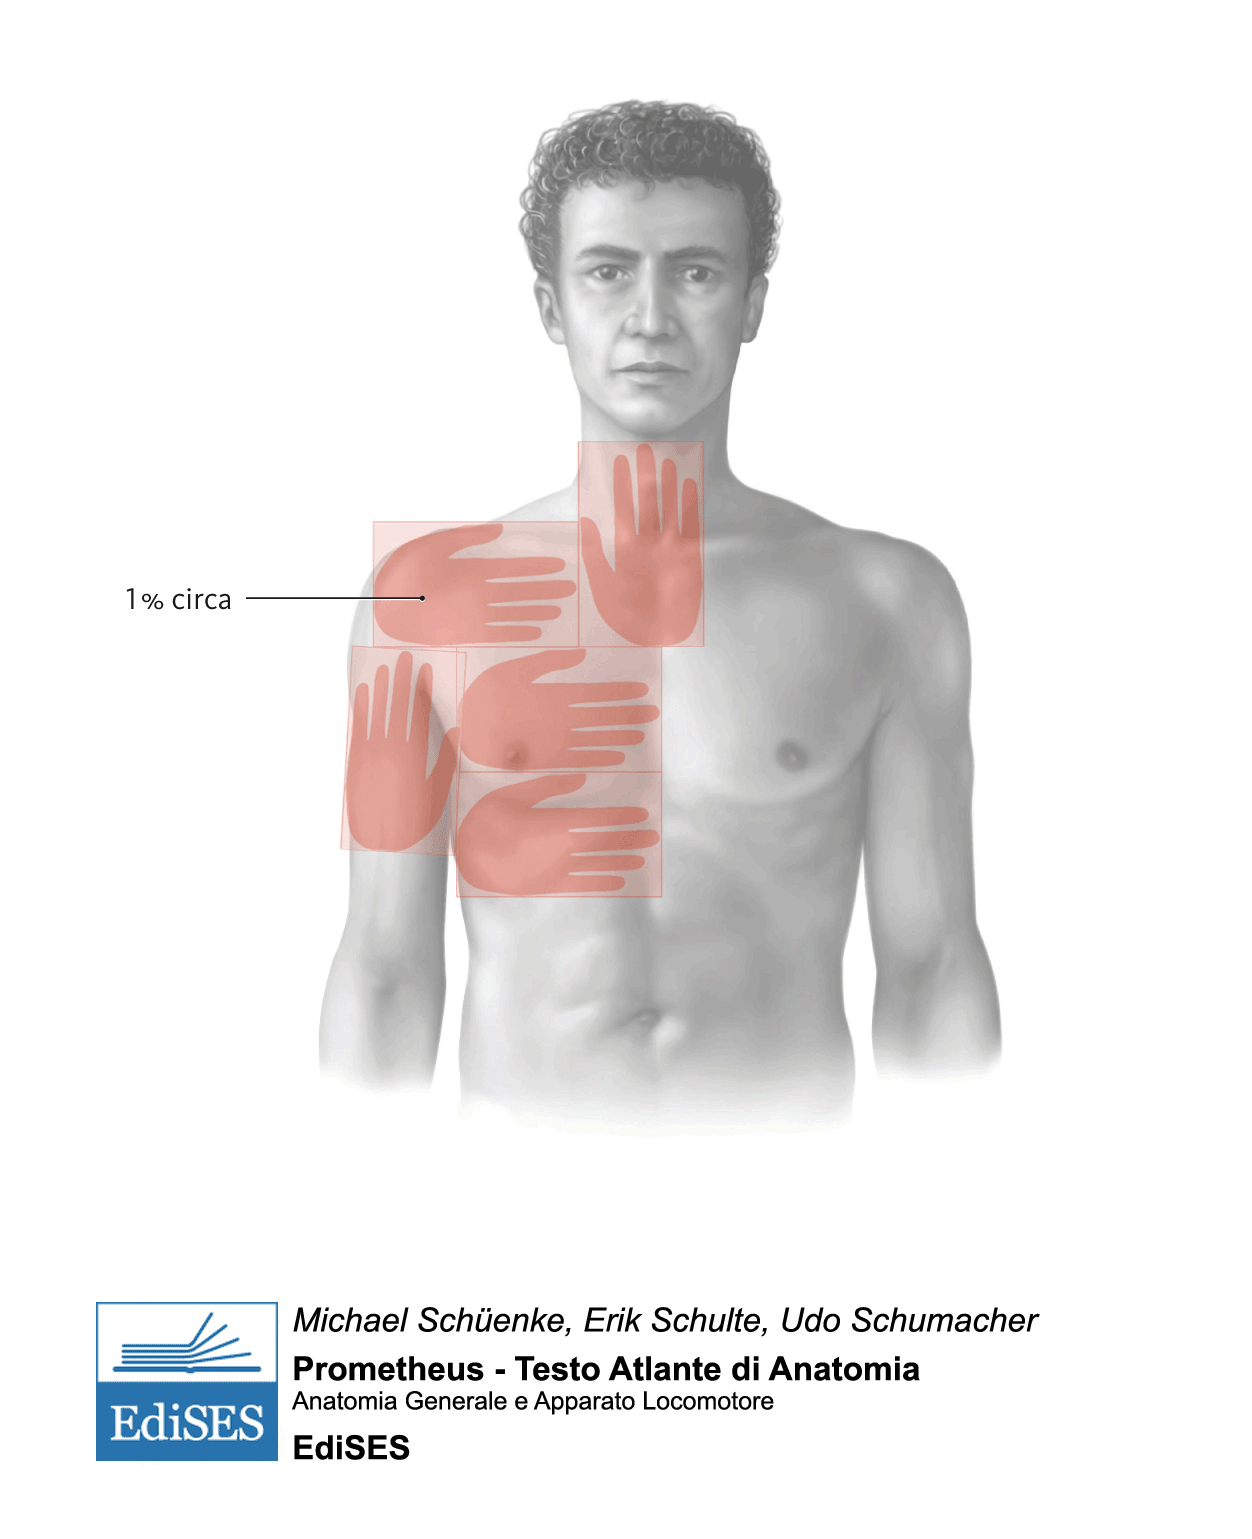 1% circa
Michael Schüenke, Erik Schulte, Udo Schumacher
Prometheus - Testo Atlante di Anatomia
Anatomia Generale e Apparato Locomotore
EdiSES
EdiSES